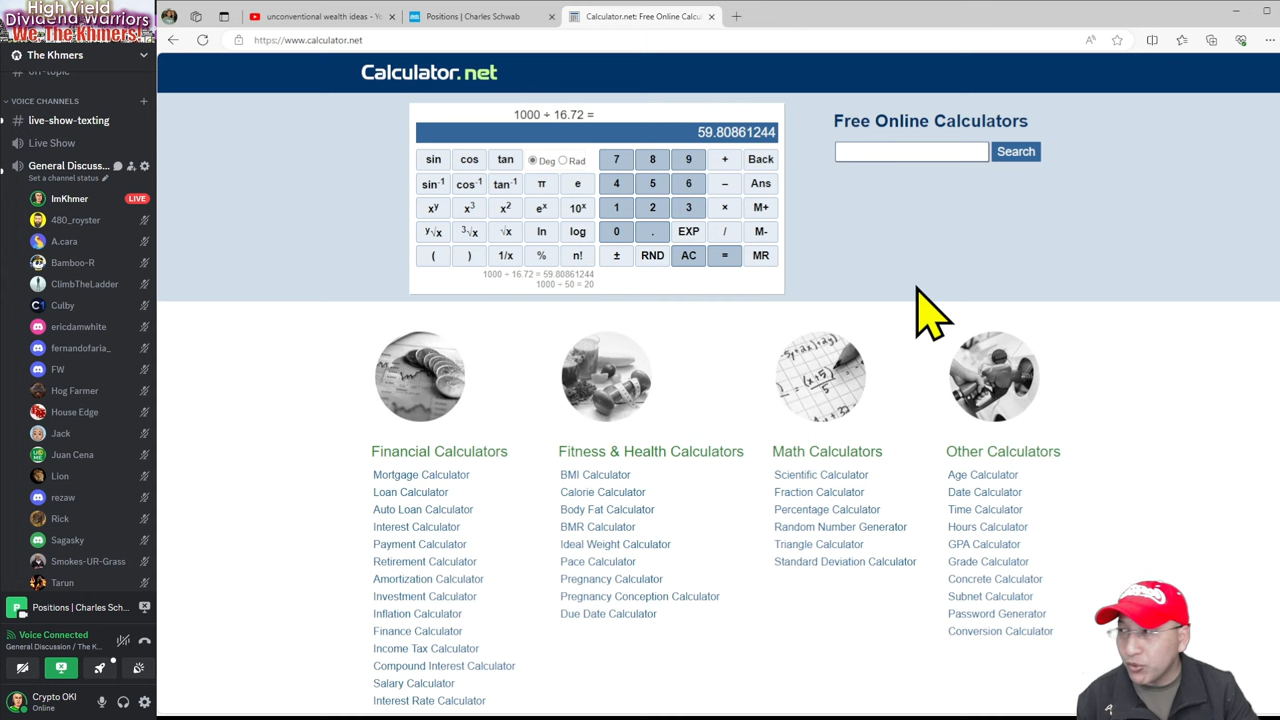 High Yield
Dividend Warriors
We, The Khmers!
The Khmers
off-topic
VOICE CHANNELS
live-show-texting
Live Show
General Discuss...
Set a channel status
ImKhmer LIVE
480_royster
A.cara
Bamboo-R
ClimbTheLadder
Culby
ericdamwhite
fernandofaria_
FW
Hog Farmer
House Edge
Jack
Juan Cena
Lion
rezaw
Rick
Sagasky
Smokes-UR-Grass
Tarun
P Positions | Charles Sch...
Voice Connected
General Discussion / The K...
Crypto OKI
Online
unconventional wealth ideas - Yo
Positions | Charles Schwab
Calculator.net: Free Online Calcu
https://www.calculator.net
Calculator.net
1000 ÷ 16.72 =
59.80861244
sin cos tan Deg Rad 7 8 9 + Back
sin-1 cos-1 tan-1 π e 4 5 6 – Ans
xy x3 x2 ex 10x 1 2 3 × M+
y√x 3√x √x ln log 0 . EXP / M-
( ) 1/x % n! ± RND AC = MR
1000 ÷ 16.72 = 59.80861244
1000 ÷ 50 = 20
Free Online Calculators
Search
Financial Calculators
Mortgage Calculator
Loan Calculator
Auto Loan Calculator
Interest Calculator
Payment Calculator
Retirement Calculator
Amortization Calculator
Investment Calculator
Inflation Calculator
Finance Calculator
Income Tax Calculator
Compound Interest Calculator
Salary Calculator
Interest Rate Calculator
Fitness & Health Calculators
BMI Calculator
Calorie Calculator
Body Fat Calculator
BMR Calculator
Ideal Weight Calculator
Pace Calculator
Pregnancy Calculator
Pregnancy Conception Calculator
Due Date Calculator
Math Calculators
Scientific Calculator
Fraction Calculator
Percentage Calculator
Random Number Generator
Triangle Calculator
Standard Deviation Calculator
Other Calculators
Age Calculator
Date Calculator
Time Calculator
Hours Calculator
GPA Calculator
Grade Calculator
Concrete Calculator
Subnet Calculator
Password Generator
Conversion Calculator